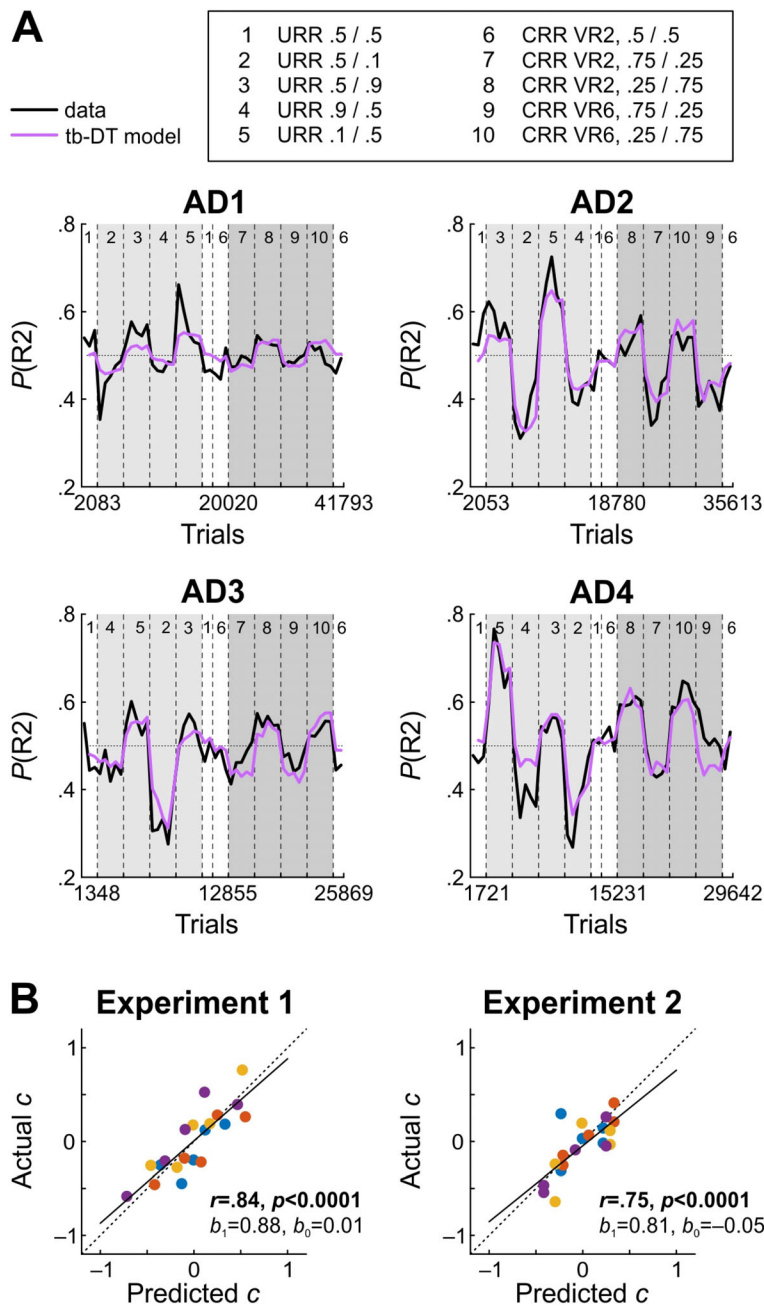 A
1 URR .5 / .5 6 CRR VR2, .5 / .5
2 URR .5 / .1 7 CRR VR2, .75 / .25
3 URR .5 / .9 8 CRR VR2, .25 / .75
4 URR .9 / .5 9 CRR VR6, .75 / .25
5 URR .1 / .5 10 CRR VR6, .25 / .75
data
tb-DT model
AD1
.8
.6
.4
.2
P(R2)
1 2 3 4 5 1 6 7 8 9 10 6
2083 20020 41793
Trials
AD2
.8
.6
.4
.2
P(R2)
1 3 2 5 4 1 6 8 7 10 9 6
2053 18780 35613
Trials
AD3
.8
.6
.4
.2
P(R2)
1 4 5 2 3 1 6 7 8 9 10 6
1348 12855 25869
Trials
AD4
.8
.6
.4
.2
P(R2)
1 5 4 3 2 1 6 8 7 10 9 6
1721 15231 29642
Trials
B
Experiment 1
1
0
−1
Actual c
r=.84, p<0.0001
b1=0.88, b0=0.01
−1 0 1
Predicted c
Experiment 2
1
0
−1
Actual c
r=.75, p<0.0001
b1=0.81, b0=−0.05
−1 0 1
Predicted c